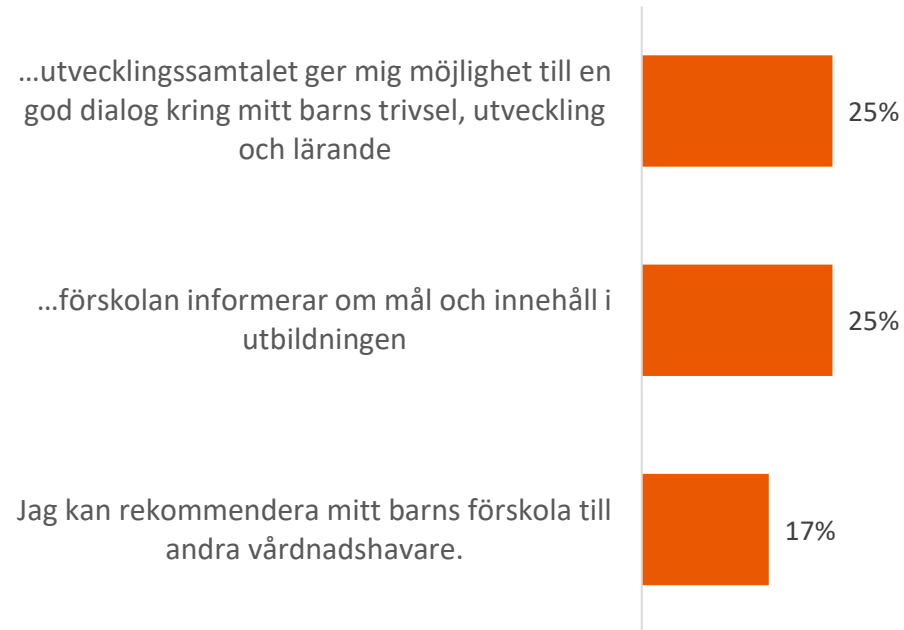 ...utvecklingssamtalet ger mig möjlighet till en
god dialog kring mitt barns trivsel, utveckling
och lärande
25%
...förskolan informerar om mål och innehåll i
utbildningen
25%
Jag kan rekommendera mitt barns förskola till
andra vårdnadshavare.
17%